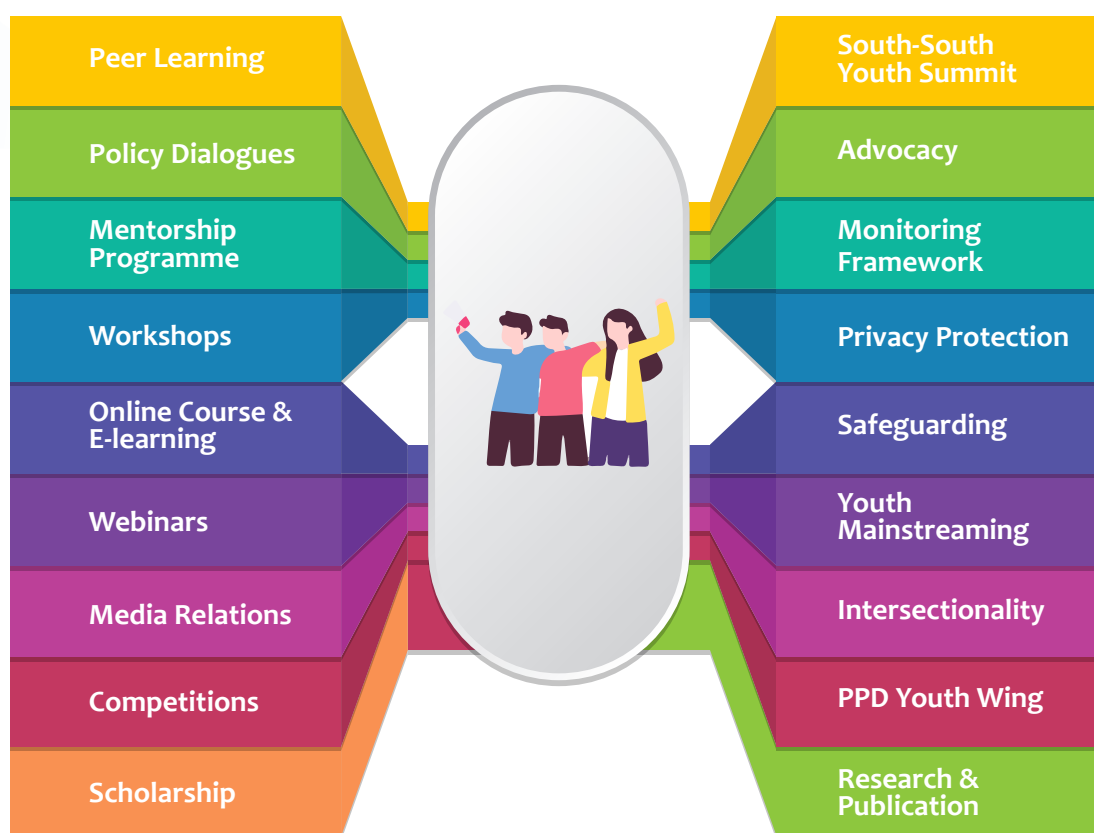 Peer Learning
Policy Dialogues
Mentorship
Programme
Workshops
Online Course &
E-learning
Webinars
Media Relations
Competitions
Scholarship
South-South
Youth Summit
Advocacy
Monitoring
Framework
Privacy Protection
Safeguarding
Youth
Mainstreaming
Intersectionality
PPD Youth Wing
Research &
Publication